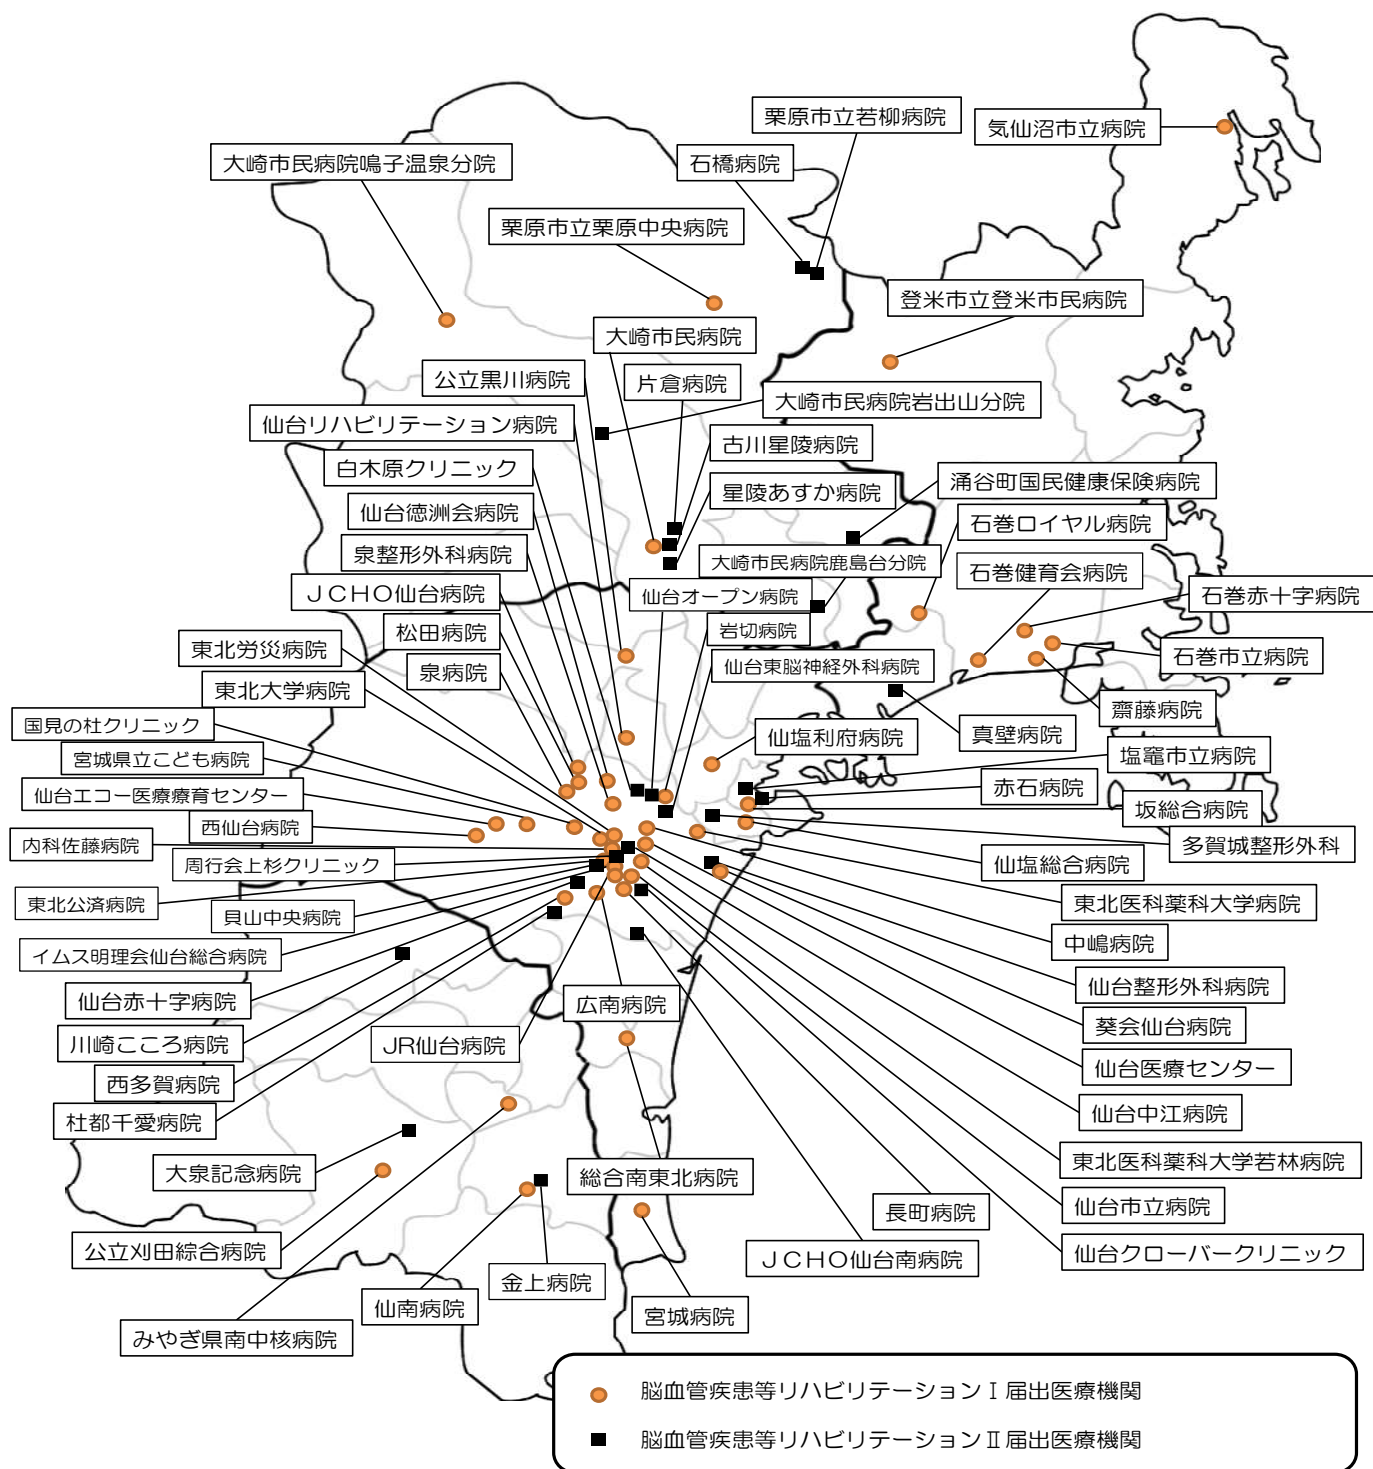 栗原市立若柳病院
気仙沼市立病院
大崎市民病院鳴子温泉分院
石橋病院
栗原市立栗原中央病院
登米市立登米市民病院
大崎市民病院
公立黒川病院
片倉病院
大崎市民病院岩出山分院
仙台リハビリテーション病院
古川星陵病院
白木原クリニック
涌谷町国民健康保険病院
星陵あすか病院
仙台徳洲会病院
石巻ロイヤル病院
泉整形外科病院
大崎市民病院鹿島台分院
石巻健育会病院
JCHO仙台病院
仙台オープン病院
石巻赤十字病院
松田病院
岩切病院
東北労災病院
石巻市立病院
泉病院
仙台東脳神経外科病院
東北大学病院
齋藤病院
国見の杜クリニック
仙塩利府病院
真壁病院
宮城県立こども病院
塩竈市立病院
仙台エコー医療療育センター
赤石病院
坂総合病院
西仙台病院
内科佐藤病院
多賀城整形外科
周行会上杉クリニック
仙塩総合病院
東北公済病院
東北医科薬科大学病院
貝山中央病院
中嶋病院
イムス明理会仙台総合病院
仙台整形外科病院
仙台赤十字病院
広南病院
葵会仙台病院
川崎こころ病院
JR仙台病院
仙台医療センター
西多賀病院
仙台中江病院
杜都千愛病院
東北医科薬科大学若林病院
大泉記念病院
総合南東北病院
仙台市立病院
長町病院
公立刈田綜合病院
仙台クローバークリニック
JCHO仙台南病院
金上病院
仙南病院
宮城病院
みやぎ県南中核病院
脳血管疾患等リハビリテーションⅠ届出医療機関
脳血管疾患等リハビリテーションⅡ届出医療機関